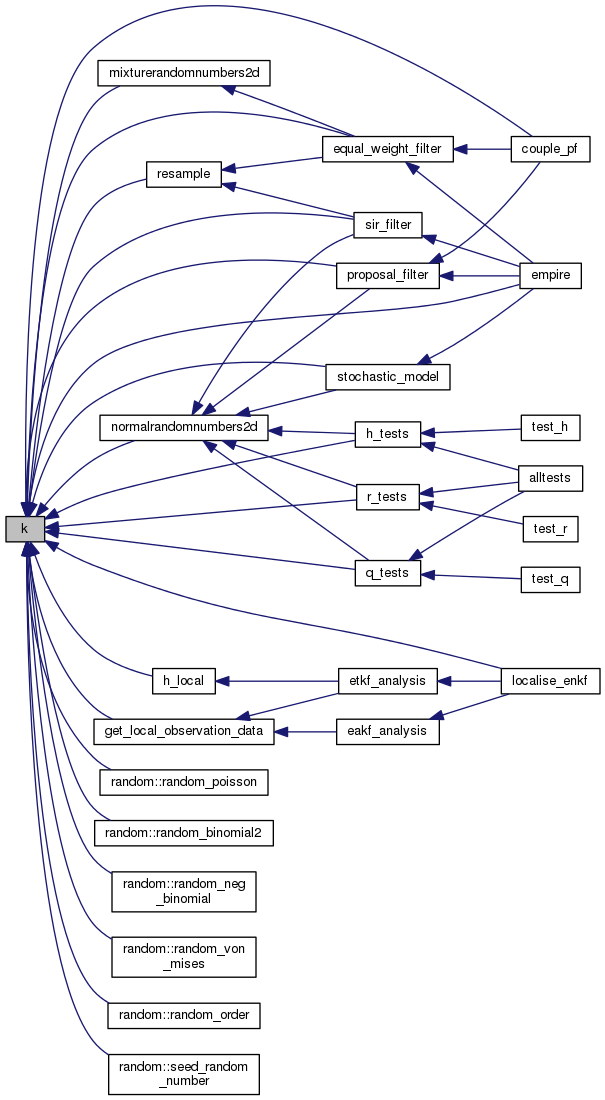 mixturerandomnumbers2d
equal_weight_filter
couple_pf
resample
sir_filter
proposal_filter
empire
stochastic_model
normalrandomnumbers2d
h_tests
test_h
alltests
r_tests
k
test_r
q_tests
test_q
h_local
etkf_analysis
localise_enkf
get_local_observation_data
eakf_analysis
random::random_poisson
random::random_binomial2
random::random_neg
_binomial
random::random_von
_mises
random::random_order
random::seed_random
_number